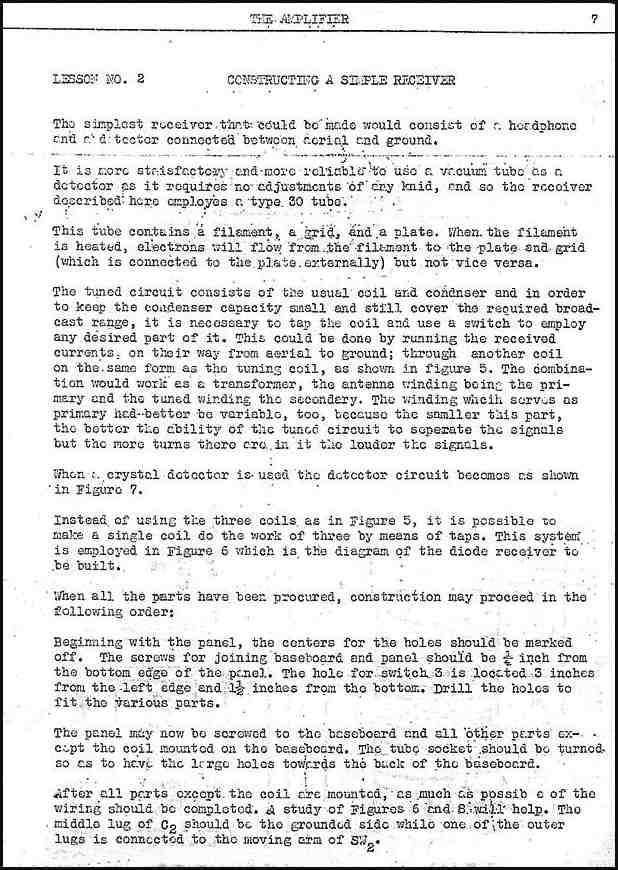 THE AMPLIFIER 7
LESSON NO. 2 CONSTRUCTING A SIMPLE RECEIVER
The simplest receiver that could be made would consist of a headphone
and a detector connected between aerial and ground.
It is more staisfactory and more reliable to use a vacuum tube as a
detector as it requires no adjustments of any knid, and so the receiver
described here employes a type 30 tube.
This tube contains a filament, a grid, and a plate. When the filament
is heated, electrons will flow from the filament to the plate and grid
(which is connected to the plate externally) but not vice versa.
The tuned circuit consists of the usual coil and condnser and in order
to keep the condenser capacity small and still cover the required broad-
cast range, it is necessary to tap the coil and use a switch to employ
any desired part of it. This could be done by running the received
currents, on their way from aerial to ground; through another coil
on the same form as the tuning coil, as shown in figure 5. The combina-
tion would work as a transformer, the antenna winding being the pri-
mary and the tuned winding the secondary. The winding whcih serves as
primary had better be variable, too, because the samller this part,
the better the ability of the tuned circuit to seperate the signals
but the more turns there are in it the louder the signals.
When a crystal detector is used the detector circuit becomes as shown
in Figure 7.
Instead of using the three coils as in Figure 5, it is possible to
make a single coil do the work of three by means of taps. This system
is employed in Figure 6 which is the diagram of the diode receiver to
be built.
When all the parts have been procured, construction may proceed in the
following order:
Beginning with the panel, the centers for the holes should be marked
off. The screws for joining baseboard and panel should be inch from
the bottom edge of the panel. The hole for switch 3 is located 3 inches
from the left edge and 1½ inches from the bottom. Drill the holes to
fit the various parts.
The panel may now be screwed to the baseboard and all other parts ex-
cept the coil mounted on the baseboard. The tube socket should be turned
so as to have the large holes towards the back of the baseboard.
After all parts except the coil are mounted, as much as possib e of the
wiring should be completed. A study of Figures 6 and 8 will help. The
middle lug of C2 should be the grounded side while one of the outer
lugs is connected to the moving arm of SW2.